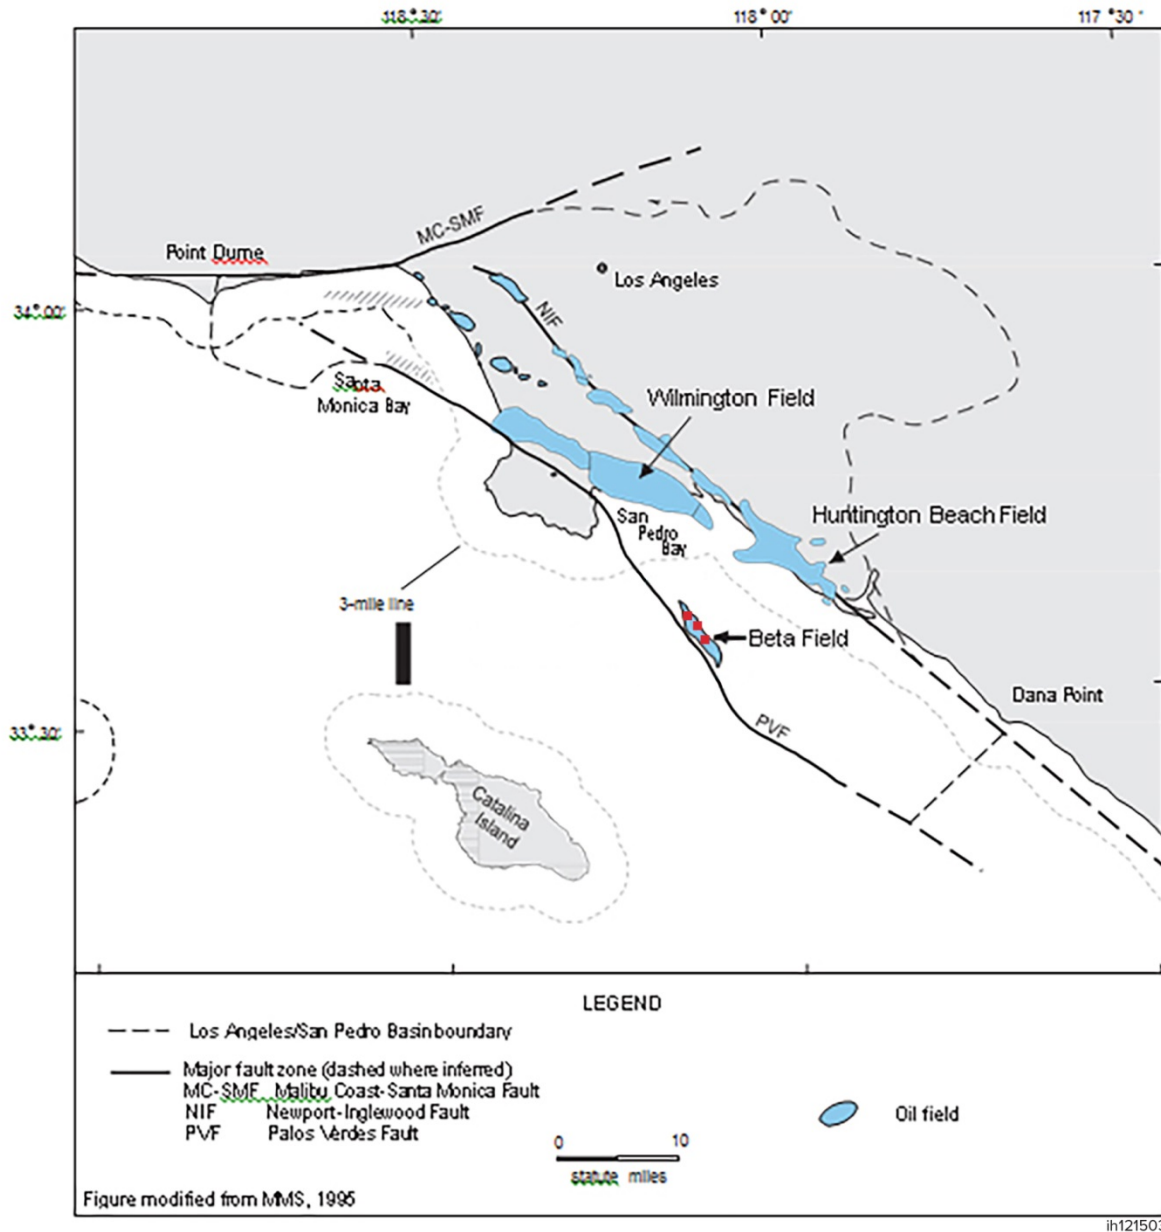 118° 30'
118° 00'
117° 30'
MC-SMF
Point Dume
Los Angeles
34° 00'
NIF
Santa
Monica Bay
Wilmington Field
San
Pedro
Bay
Huntington Beach Field
3-mile line
Beta Field
Dana Point
33° 30'
PVF
Catalina
Island
LEGEND
Los Angeles/San Pedro Basin boundary
Major fault zone (dashed where inferred)
MC-SMF Malibu Coast-Santa Monica Fault
NIF Newport-Inglewood Fault
PVF Palos Verdes Fault
Oil field
0 10
statute miles
Figure modified from MMS, 1995